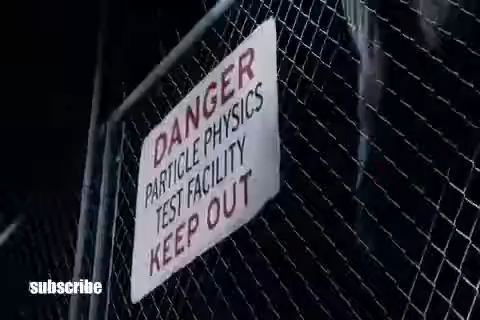 DANGER
PARTICLE PHYSICS
TEST FACILITY
KEEP OUT
subscribe